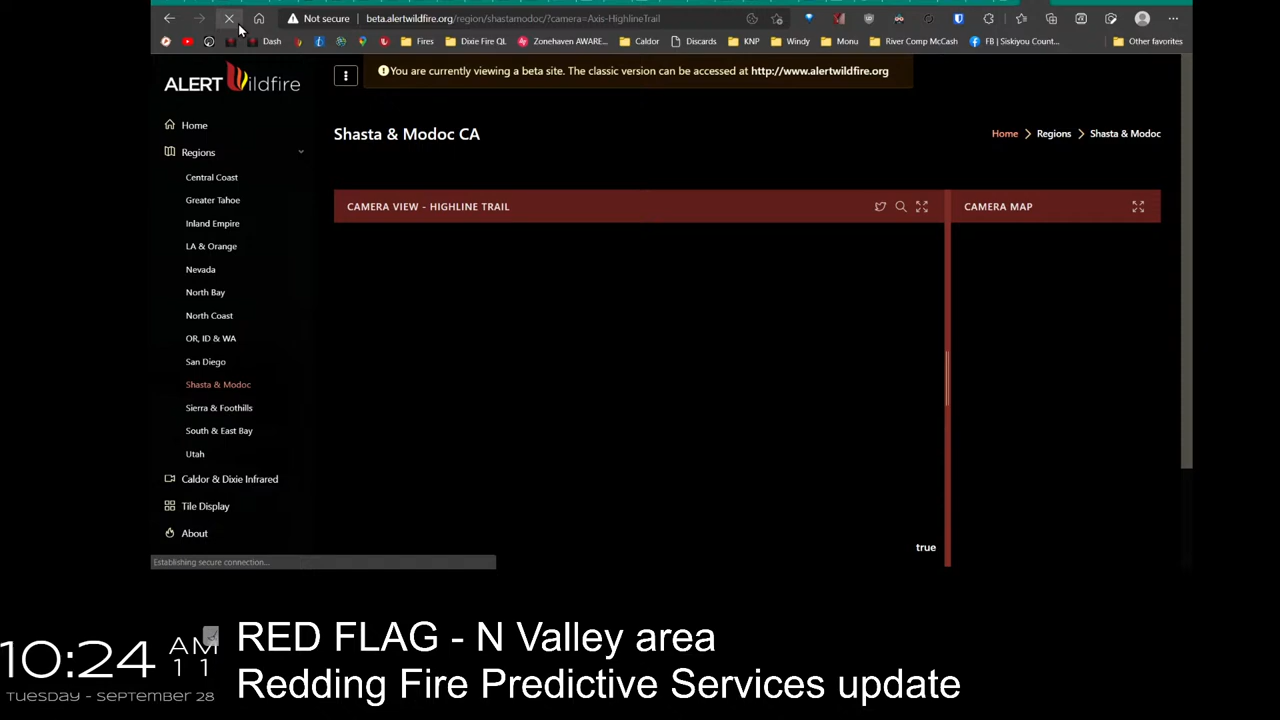 Not secure
beta.alertwildfire.org/region/shastamodoc/?camera=Axis-HighlineTrail
Dash
Fires
Dixie Fire QL
Zonehaven AWARE...
Caldor
Discards
KNP
Windy
Monu
River Comp McCash
FB | Siskiyou Count...
Other favorites
ALERT Wildfire
You are currently viewing a beta site. The classic version can be accessed at http://www.alertwildfire.org
Home
Regions
Central Coast
Greater Tahoe
Inland Empire
LA & Orange
Nevada
North Bay
North Coast
OR, ID & WA
San Diego
Shasta & Modoc
Sierra & Foothills
South & East Bay
Utah
Caldor & Dixie Infrared
Tile Display
About
Establishing secure connection...
Shasta & Modoc CA
Home > Regions > Shasta & Modoc
CAMERA VIEW - HIGHLINE TRAIL
CAMERA MAP
true
10:24 AM 11
TUESDAY - SEPTEMBER 28
RED FLAG - N Valley area
Redding Fire Predictive Services update